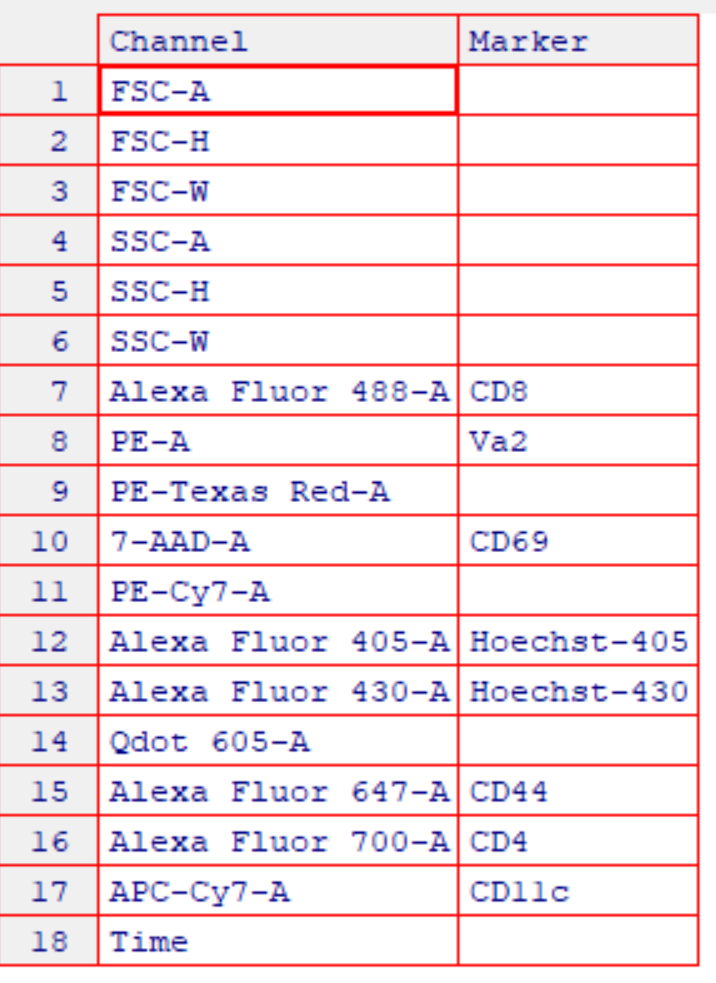 Channel Marker
1 FSC-A
2 FSC-H
3 FSC-W
4 SSC-A
5 SSC-H
6 SSC-W
7 Alexa Fluor 488-A CD8
8 PE-A Va2
9 PE-Texas Red-A
10 7-AAD-A CD69
11 PE-Cy7-A
12 Alexa Fluor 405-A Hoechst-405
13 Alexa Fluor 430-A Hoechst-430
14 Qdot 605-A
15 Alexa Fluor 647-A CD44
16 Alexa Fluor 700-A CD4
17 APC-Cy7-A CD11c
18 Time